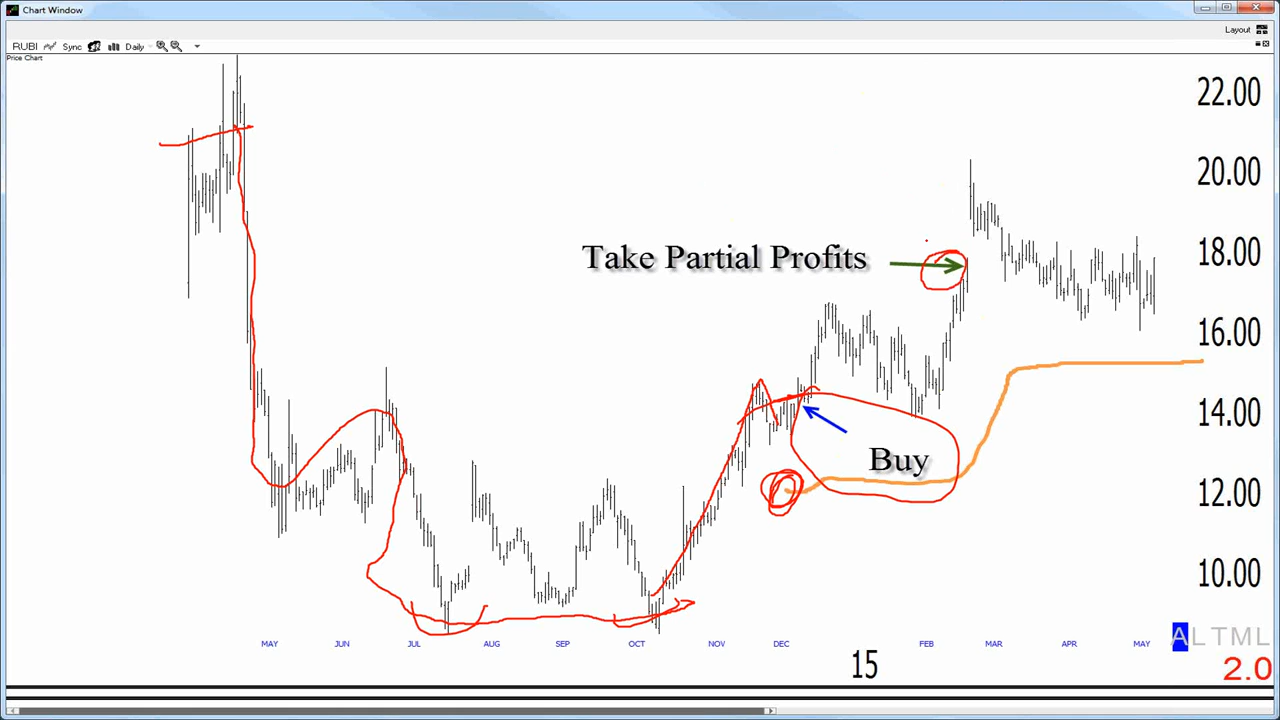 Chart Window
Layout
RUBI Sync Daily
Price Chart
22.00
20.00
Take Partial Profits
18.00
16.00
14.00
Buy
12.00
10.00
MAY JUN JUL AUG SEP OCT NOV DEC FEB MAR APR MAY
ALTML
15
2.0